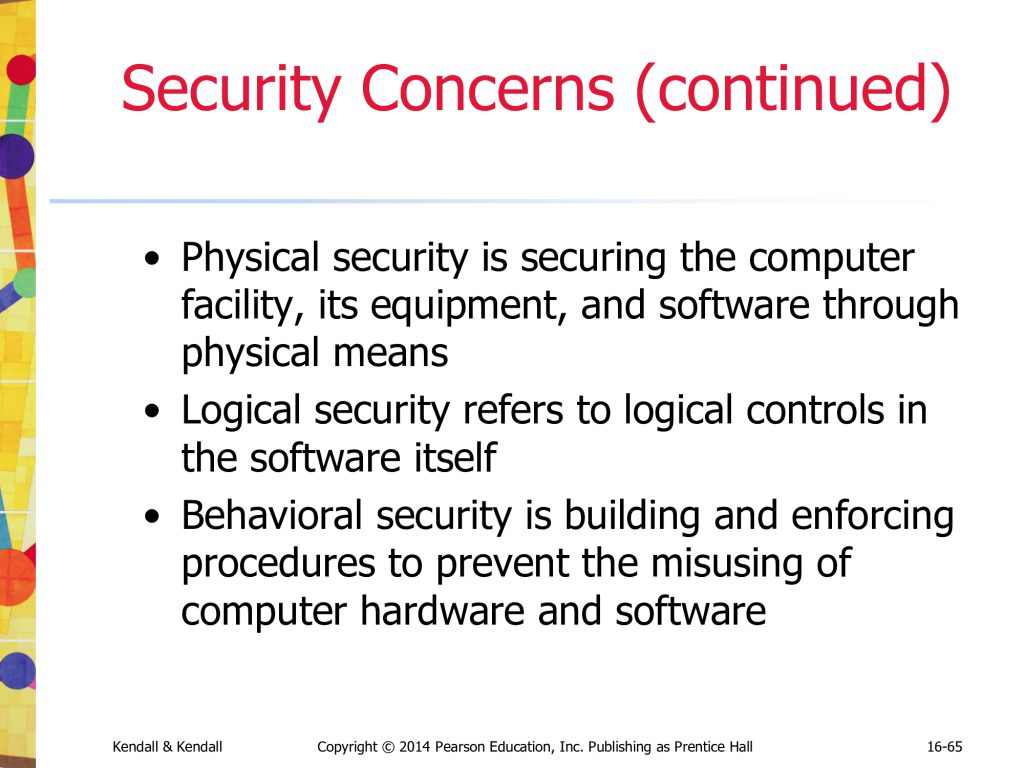 Security Concerns (continued)
• Physical security is securing the computer
facility, its equipment, and software through
physical means
• Logical security refers to logical controls in
the software itself
• Behavioral security is building and enforcing
procedures to prevent the misusing of
computer hardware and software
Kendall & Kendall Copyright © 2014 Pearson Education, Inc. Publishing as Prentice Hall 16-65